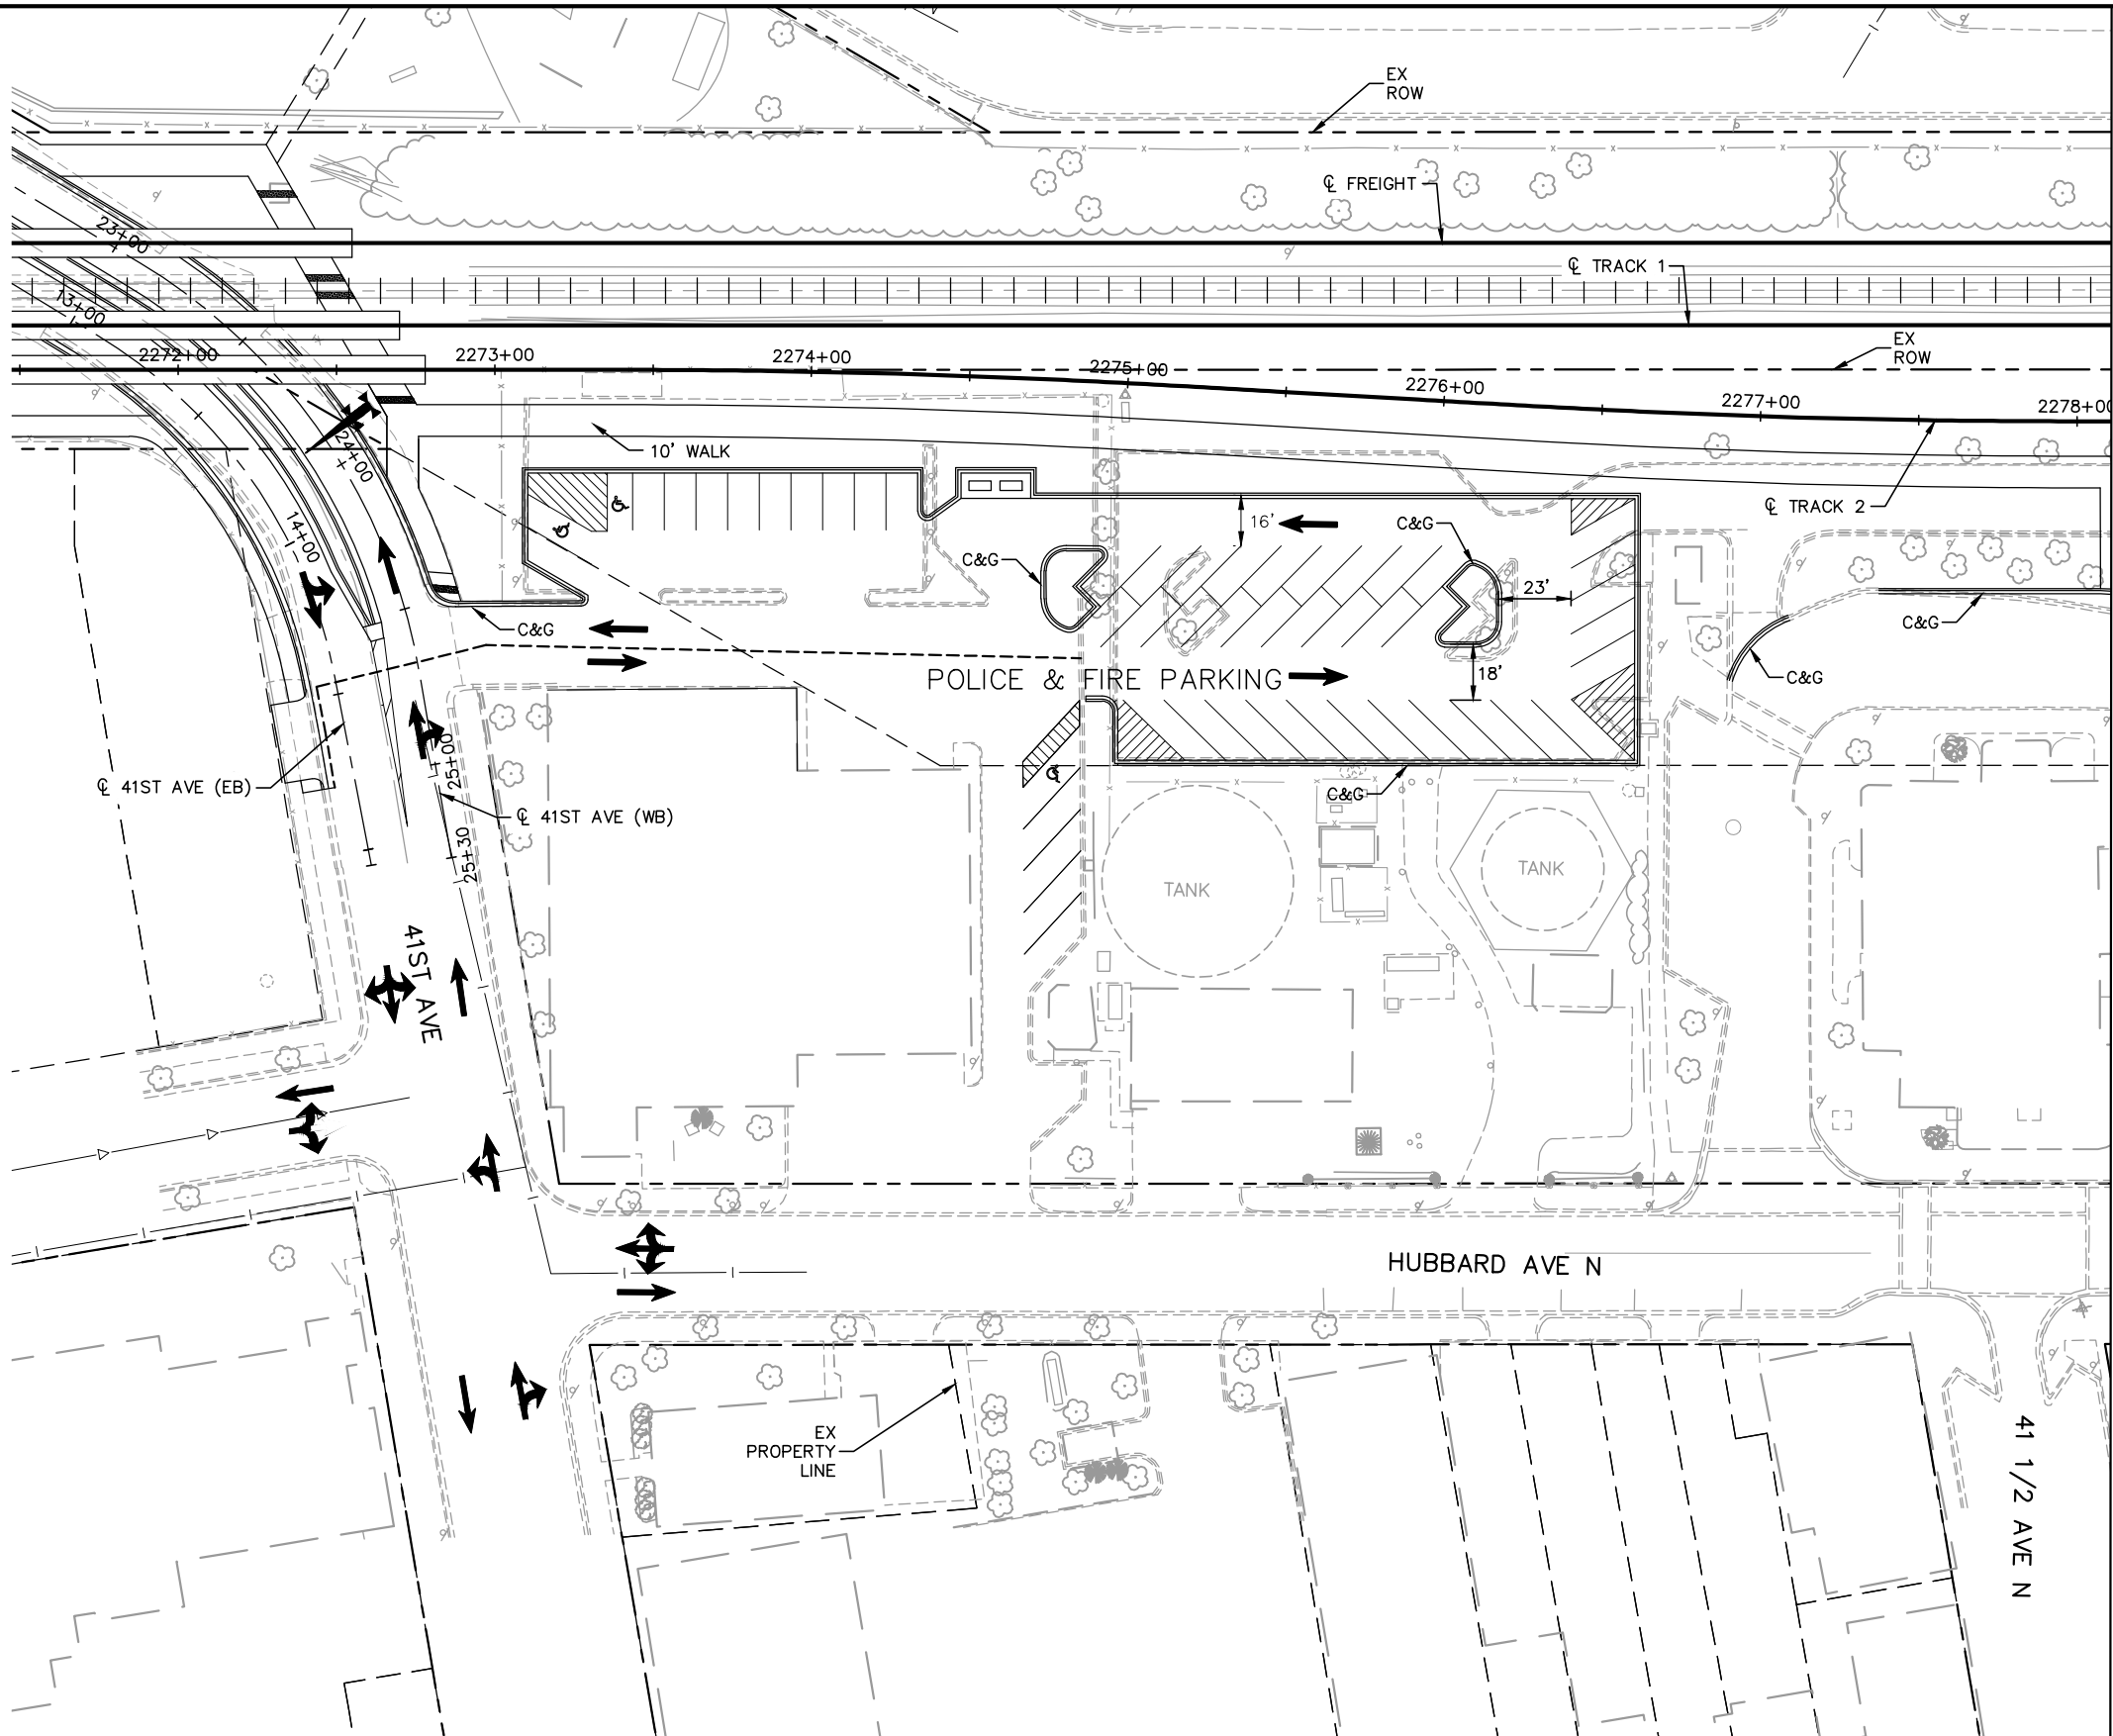 EX
ROW
℄ FREIGHT
23+00
℄ TRACK 1
13+00
EX
ROW
2272+00
2273+00
2274+00
2275+00
2276+00
2277+00
2278+00
24+00
10' WALK
℄ TRACK 2
14+00
16'
C&G
C&G
23'
C&G
C&G
C&G
POLICE & FIRE PARKING
18'
25+00
℄ 41ST AVE (EB)
℄ 41ST AVE (WB)
C&G
25+30
TANK
TANK
41ST AVE
HUBBARD AVE N
EX
PROPERTY
LINE
41 1/2 AVE N